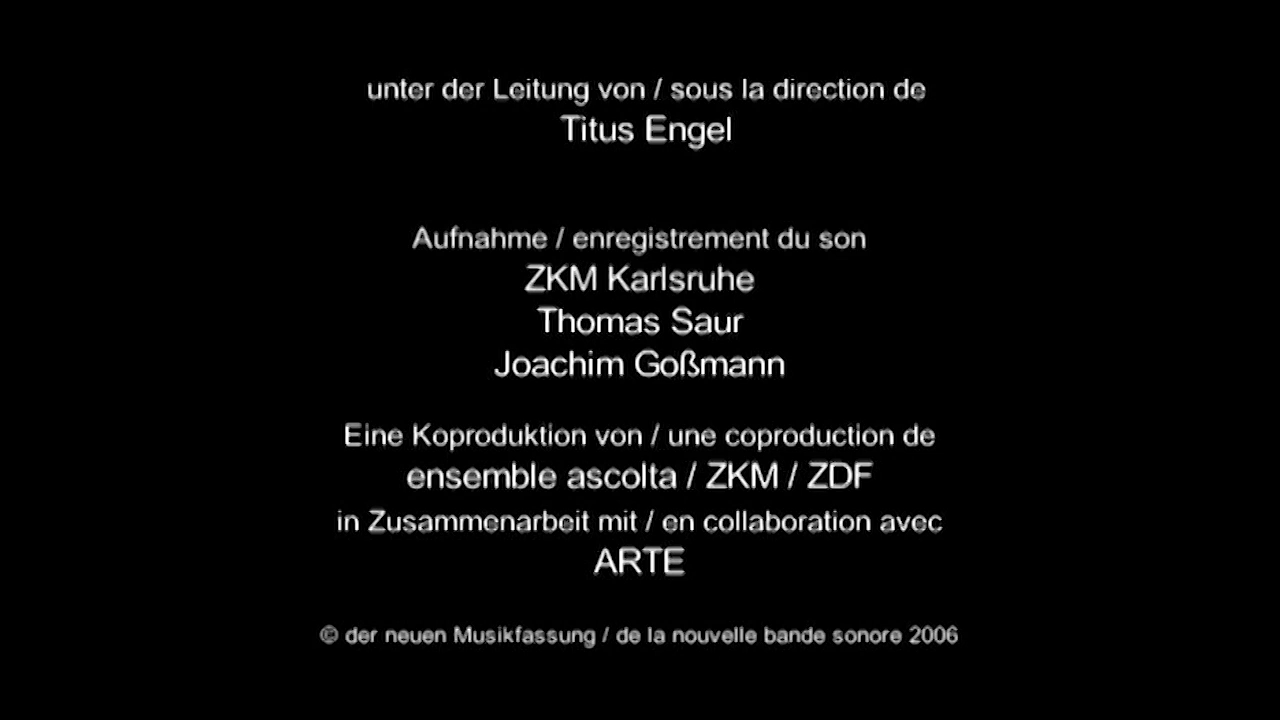 unter der Leitung von / sous la direction de
Titus Engel
Aufnahme / enregistrement du son
ZKM Karlsruhe
Thomas Saur
Joachim Goßmann
Eine Koproduktion von / une coproduction de
ensemble ascolta / ZKM / ZDF
in Zusammenarbeit mit / en collaboration avec
ARTE
© der neuen Musikfassung / de la nouvelle bande sonore 2006